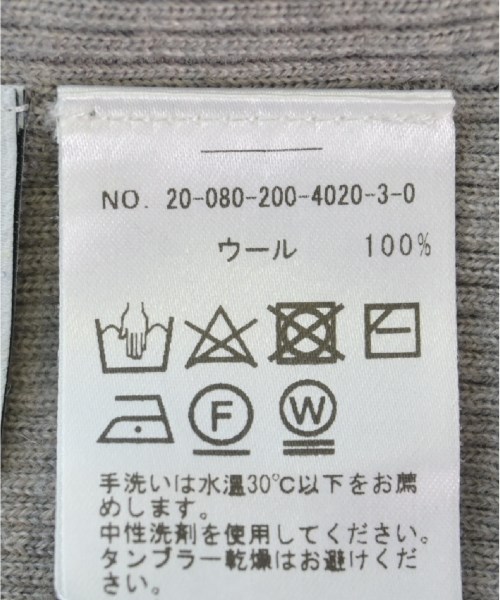 NO. 20-080-200-4020-3-0
ウール 100%
F W
手洗いは水温30℃以下をお薦
めします。
中性洗剤を使用してください。
タンブラー乾燥はお避けくだ
さい。